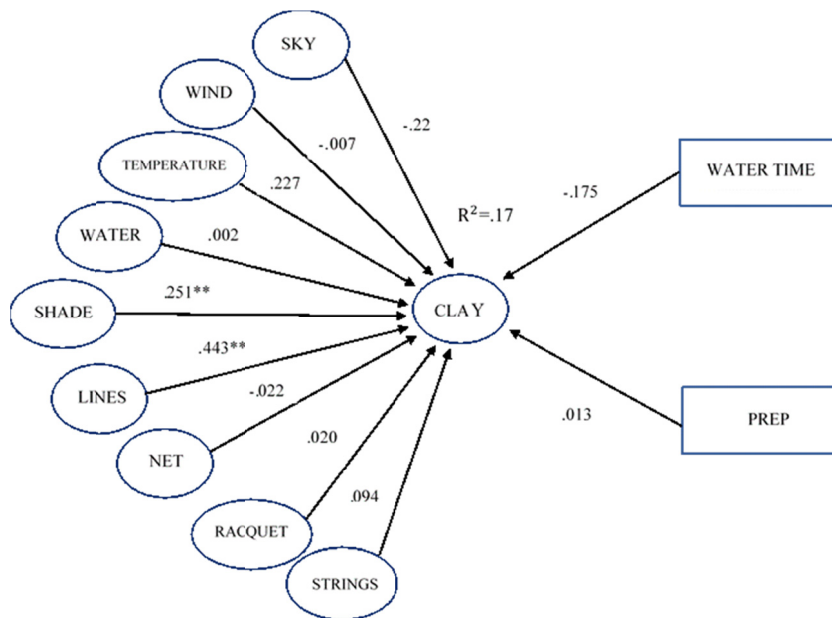 SKY
-.22
WIND
-.007
TEMPERATURE
.227
WATER
.002
SHADE
.251**
LINES
.443**
NET
-.022
RACQUET
.020
STRINGS
.094
R²=.17
CLAY
WATER TIME
-.175
PREP
.013